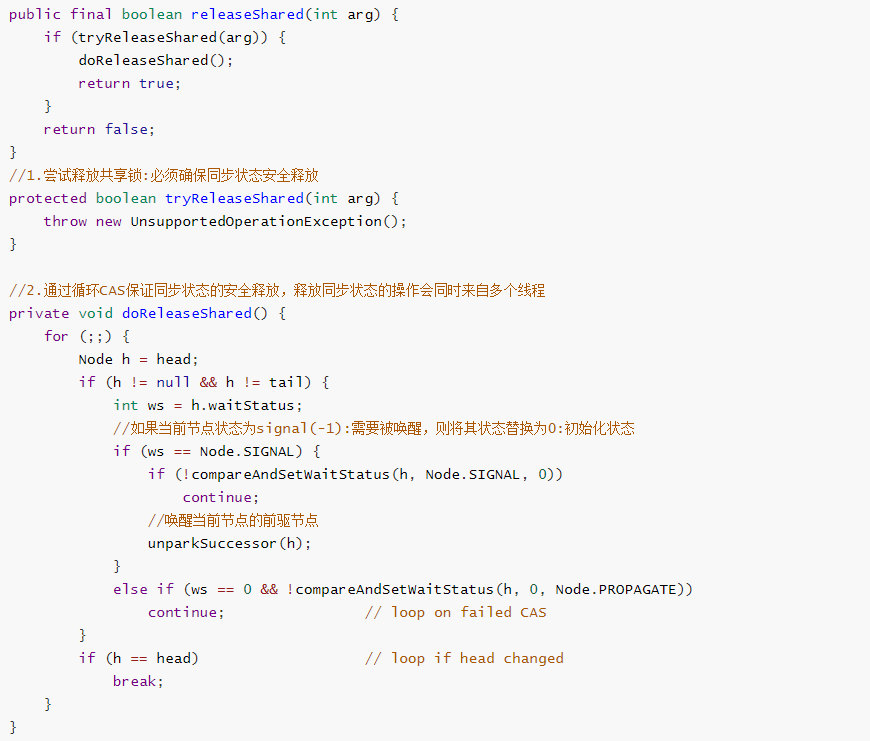 public final boolean releaseShared(int arg) {
    if (tryReleaseShared(arg)) {
        doReleaseShared();
        return true;
    }
    return false;
}
//1.尝试释放共享锁:必须确保同步状态安全释放
protected boolean tryReleaseShared(int arg) {
    throw new UnsupportedOperationException();
}

//2.通过循环CAS保证同步状态的安全释放，释放同步状态的操作会同时来自多个线程
private void doReleaseShared() {
    for (;;) {
        Node h = head;
        if (h != null && h != tail) {
            int ws = h.waitStatus;
            //如果当前节点状态为signal(-1):需要被唤醒，则将其状态替换为0:初始化状态
            if (ws == Node.SIGNAL) {
                if (!compareAndSetWaitStatus(h, Node.SIGNAL, 0))
                    continue;
                //唤醒当前节点的前驱节点
                unparkSuccessor(h);
            }
            else if (ws == 0 && !compareAndSetWaitStatus(h, 0, Node.PROPAGATE))
                continue;                // loop on failed CAS
        }
        if (h == head)                   // loop if head changed
            break;
    }
}